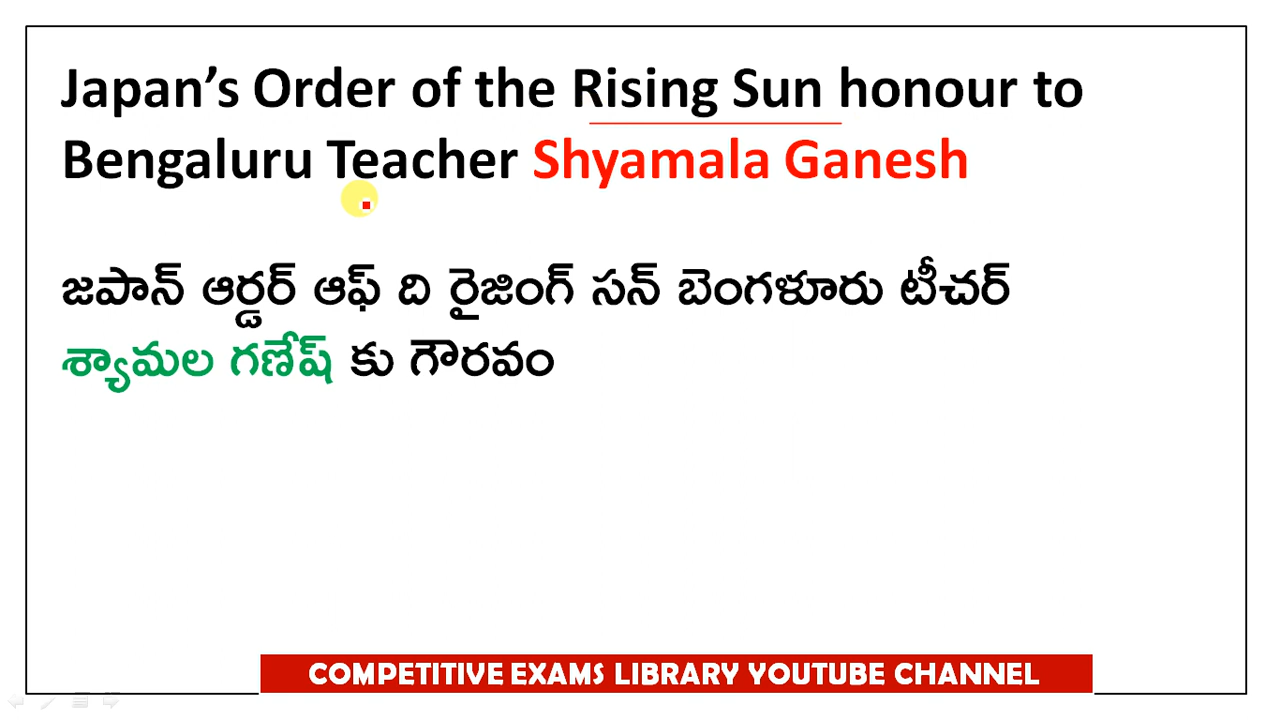 Japan’s Order of the Rising Sun honour to
Bengaluru Teacher Shyamala Ganesh
జపాన్ ఆర్డర్ ఆఫ్ ది రైజింగ్ సన్ బెంగళూరు టీచర్
శ్యామల గణేష్ కు గౌరవం
COMPETITIVE EXAMS LIBRARY YOUTUBE CHANNEL